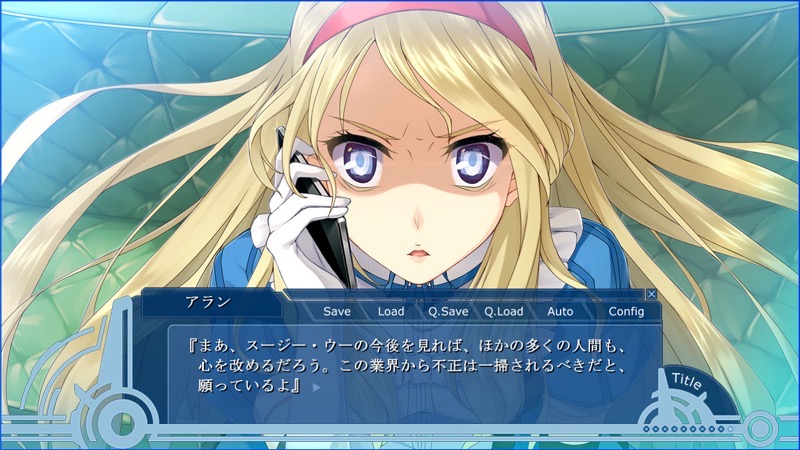 アラン
Save Load Q.Save Q.Load Auto Config
『まあ、スージー・ウーの今後を見れば、ほかの多くの人間も、
心を改めるだろう。この業界から不正は一掃されるべきだと、
願っているよ』
Title